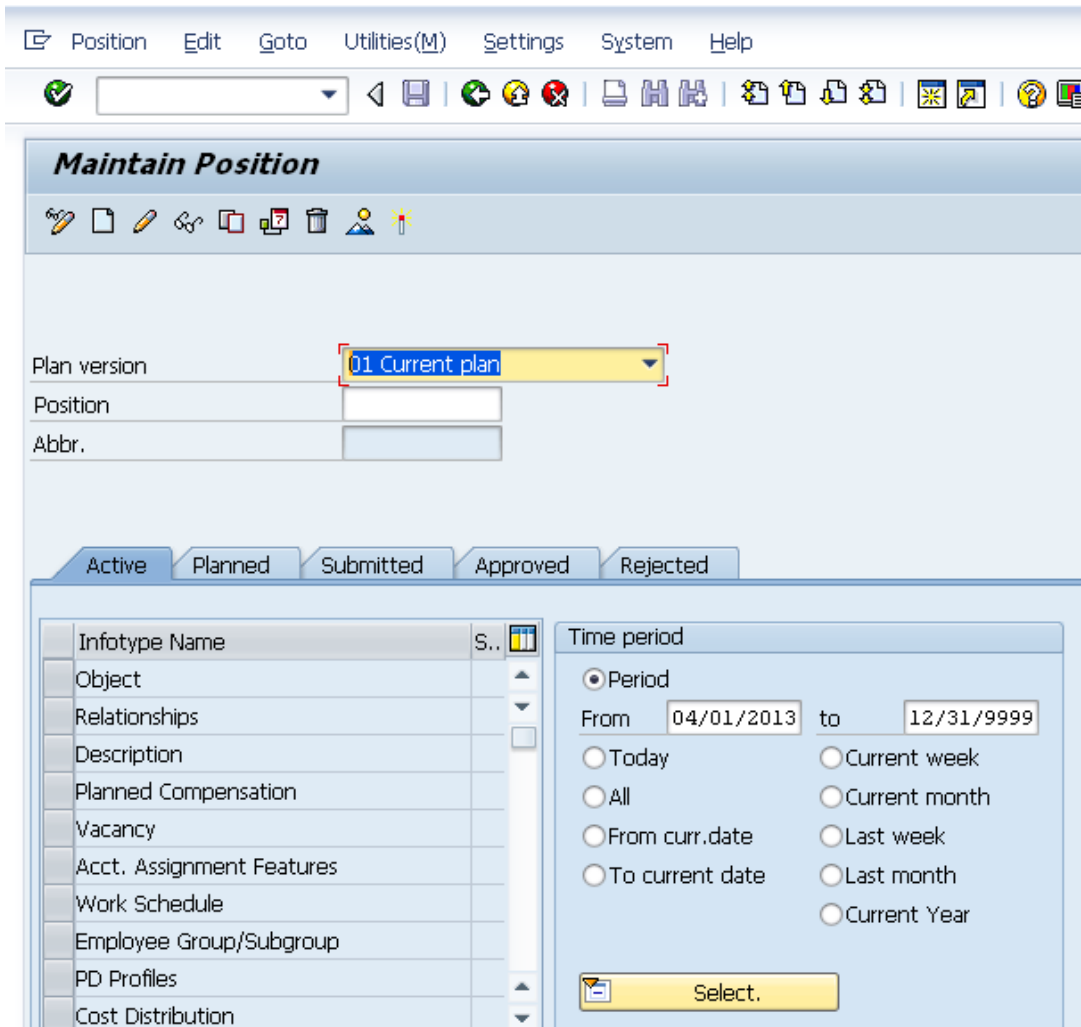 Position Edit Goto Utilities(M) Settings System Help
Maintain Position
Plan version 01 Current plan
Position
Abbr.
Active Planned Submitted Approved Rejected
Infotype Name S..
Time period
Object
Period
Relationships
From 04/01/2013 to 12/31/9999
Description
Today Current week
Planned Compensation
All Current month
Vacancy
From curr.date Last week
Acct. Assignment Features
To current date Last month
Work Schedule
Current Year
Employee Group/Subgroup
PD Profiles
Select.
Cost Distribution